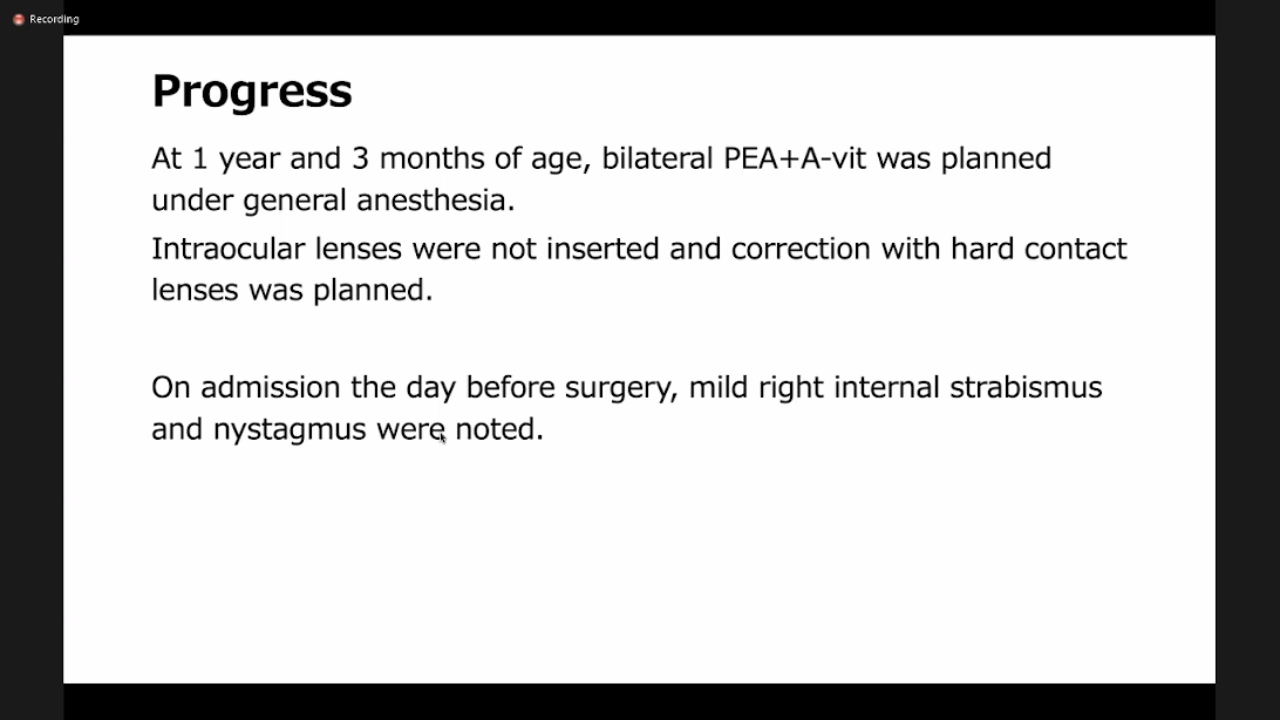 Recording
Progress
At 1 year and 3 months of age, bilateral PEA+A-vit was planned
under general anesthesia.
Intraocular lenses were not inserted and correction with hard contact
lenses was planned.
On admission the day before surgery, mild right internal strabismus
and nystagmus were noted.